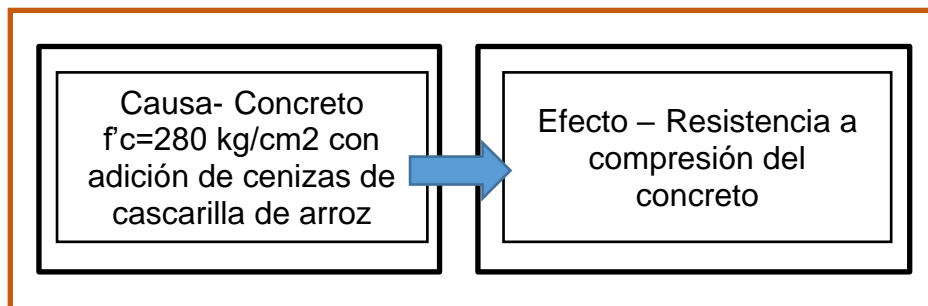 Causa- Concreto
f'c=280 kg/cm2 con
adición de cenizas de
cascarilla de arroz
Efecto – Resistencia a
compresión del
concreto